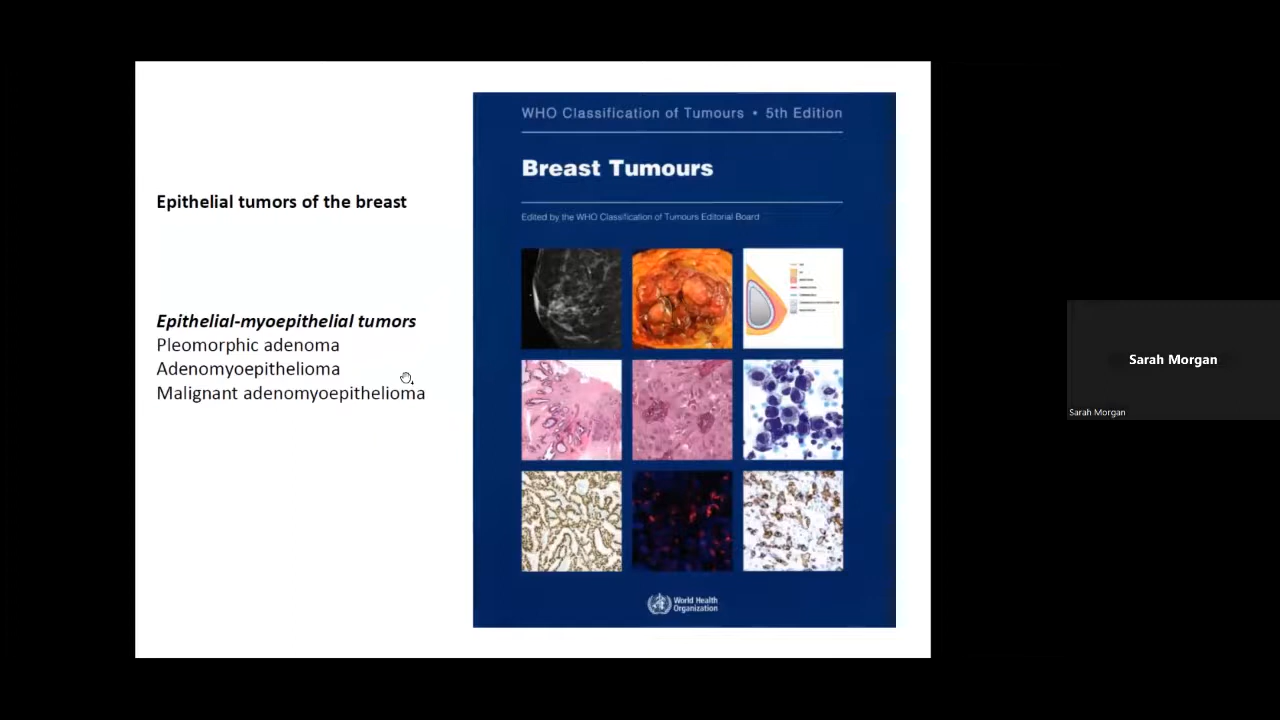 Epithelial tumors of the breast
Epithelial-myoepithelial tumors
Pleomorphic adenoma
Adenomyoepithelioma
Malignant adenomyoepithelioma
WHO Classification of Tumours • 5th Edition
Breast Tumours
Edited by the WHO Classification of Tumours Editorial Board
World Health
Organization
Sarah Morgan
Sarah Morgan